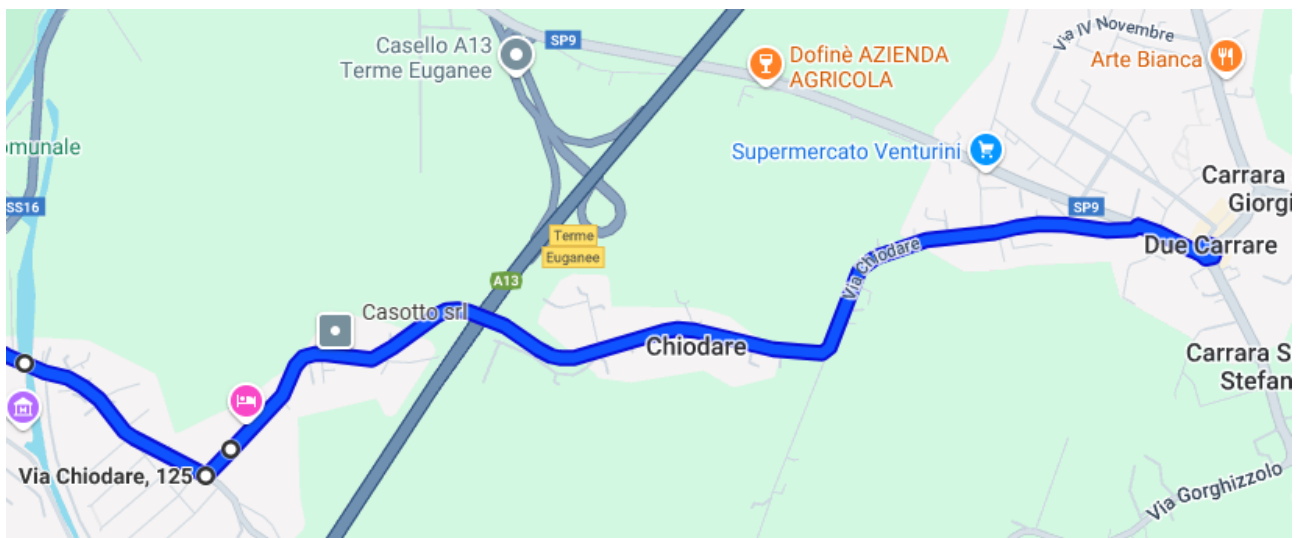 Casello A13
Terme Euganee
SP9
Dofinè AZIENDA
AGRICOLA
Via IV Novembre
Arte Bianca
omunale
Supermercato Venturini
SS16
Carrara
Giorgi
SP9
Terme
Euganee
Due Carrare
Via Chiodare
A13
Casotto srl
Chiodare
Carrara S
Stefan
Via Chiodare, 125
Via Gorghizzolo